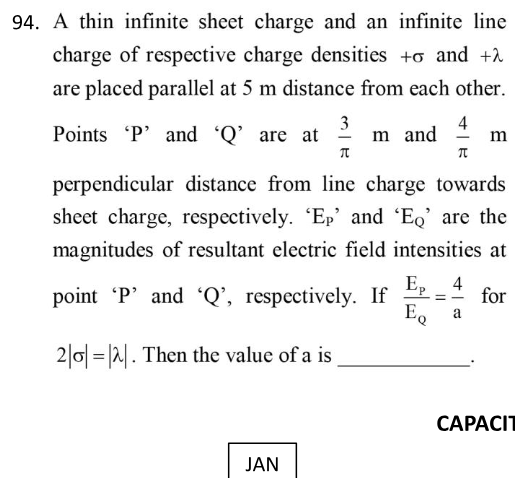 94. A thin infinite sheet charge and an infinite line
charge of respective charge densities +σ and +λ
are placed parallel at 5 m distance from each other.
Points ‘P’ and ‘Q’ are at 3/π m and 4/π m
perpendicular distance from line charge towards
sheet charge, respectively. ‘E_P’ and ‘E_Q’ are the
magnitudes of resultant electric field intensities at
point ‘P’ and ‘Q’, respectively. If E_P/E_Q = 4/a for
2|σ| = |λ|. Then the value of a is ________.
CAPACIT
JAN